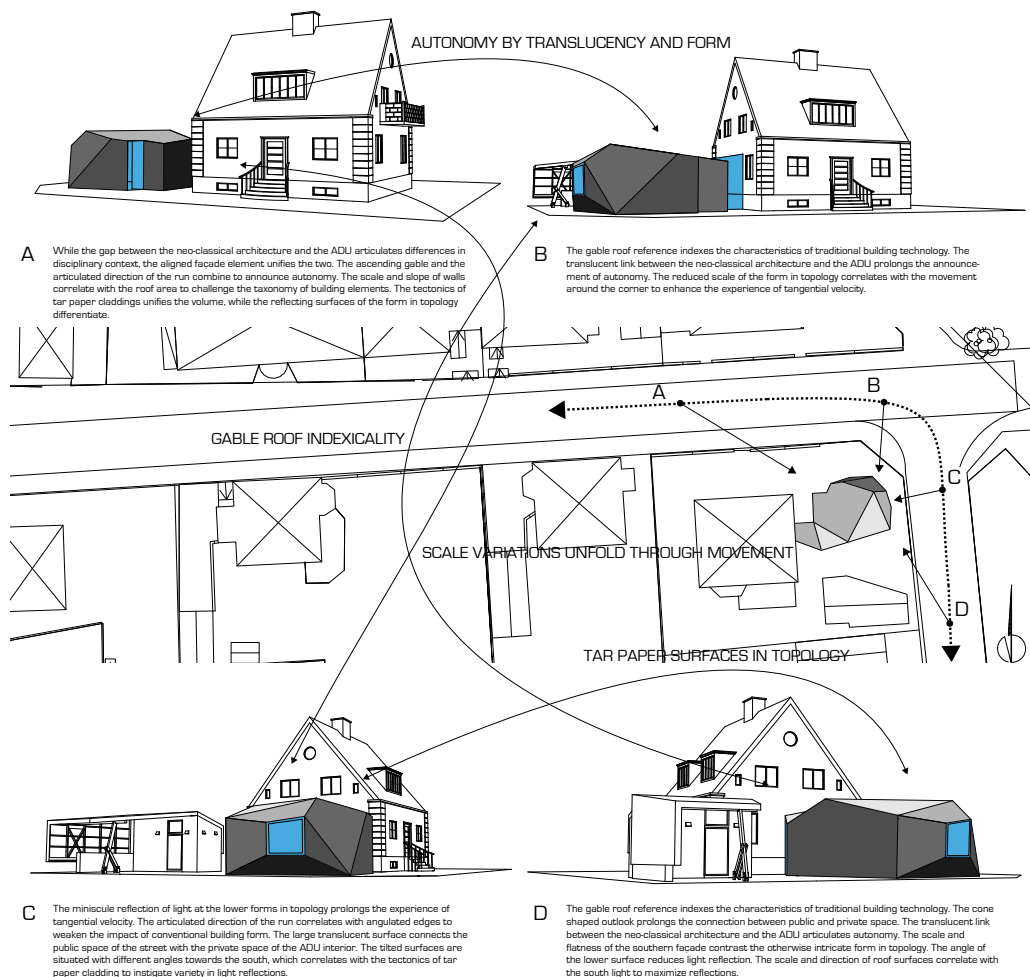 AUTONOMY BY TRANSLUCENCY AND FORM
A
While the gap between the neo-classical architecture and the ADU articulates differences in
disciplinary context, the aligned façade element unifies the two. The ascending gable and the
articulated direction of the run combine to announce autonomy. The scale and slope of walls
correlate with the roof area to challenge the taxonomy of building elements. The tectonics of
tar paper claddings unifies the volume, while the reflecting surfaces of the form in topology
differentiate.
B
The gable roof reference indexes the characteristics of traditional building technology. The
translucent link between the neo-classical architecture and the ADU prolongs the announce-
ment of autonomy. The reduced scale of the form in topology correlates with the movement
around the corner to enhance the experience of tangential velocity.
A
B
GABLE ROOF INDEXICALITY
C
SCALE VARIATIONS UNFOLD THROUGH MOVEMENT
D
TAR PAPER SURFACES IN TOPOLOGY
C
The miniscule reflection of light at the lower forms in topology prolongs the experience of
tangential velocity. The articulated direction of the run correlates with angulated edges to
weaken the impact of conventional building form. The large translucent surface connects the
public space of the street with the private space of the ADU interior. The tilted surfaces are
situated with different angles towards the south, which correlates with the tectonics of tar
paper cladding to instigate variety in light reflections.
D
The gable roof reference indexes the characteristics of traditional building technology. The cone
shaped outlook prolongs the connection between public and private space. The translucent link
between the neo-classical architecture and the ADU articulates autonomy. The scale and
flatness of the southern façade contrast the otherwise intricate form in topology. The angle of
the lower surface reduces light reflection. The scale and direction of roof surfaces correlate with
the south light to maximize reflections.